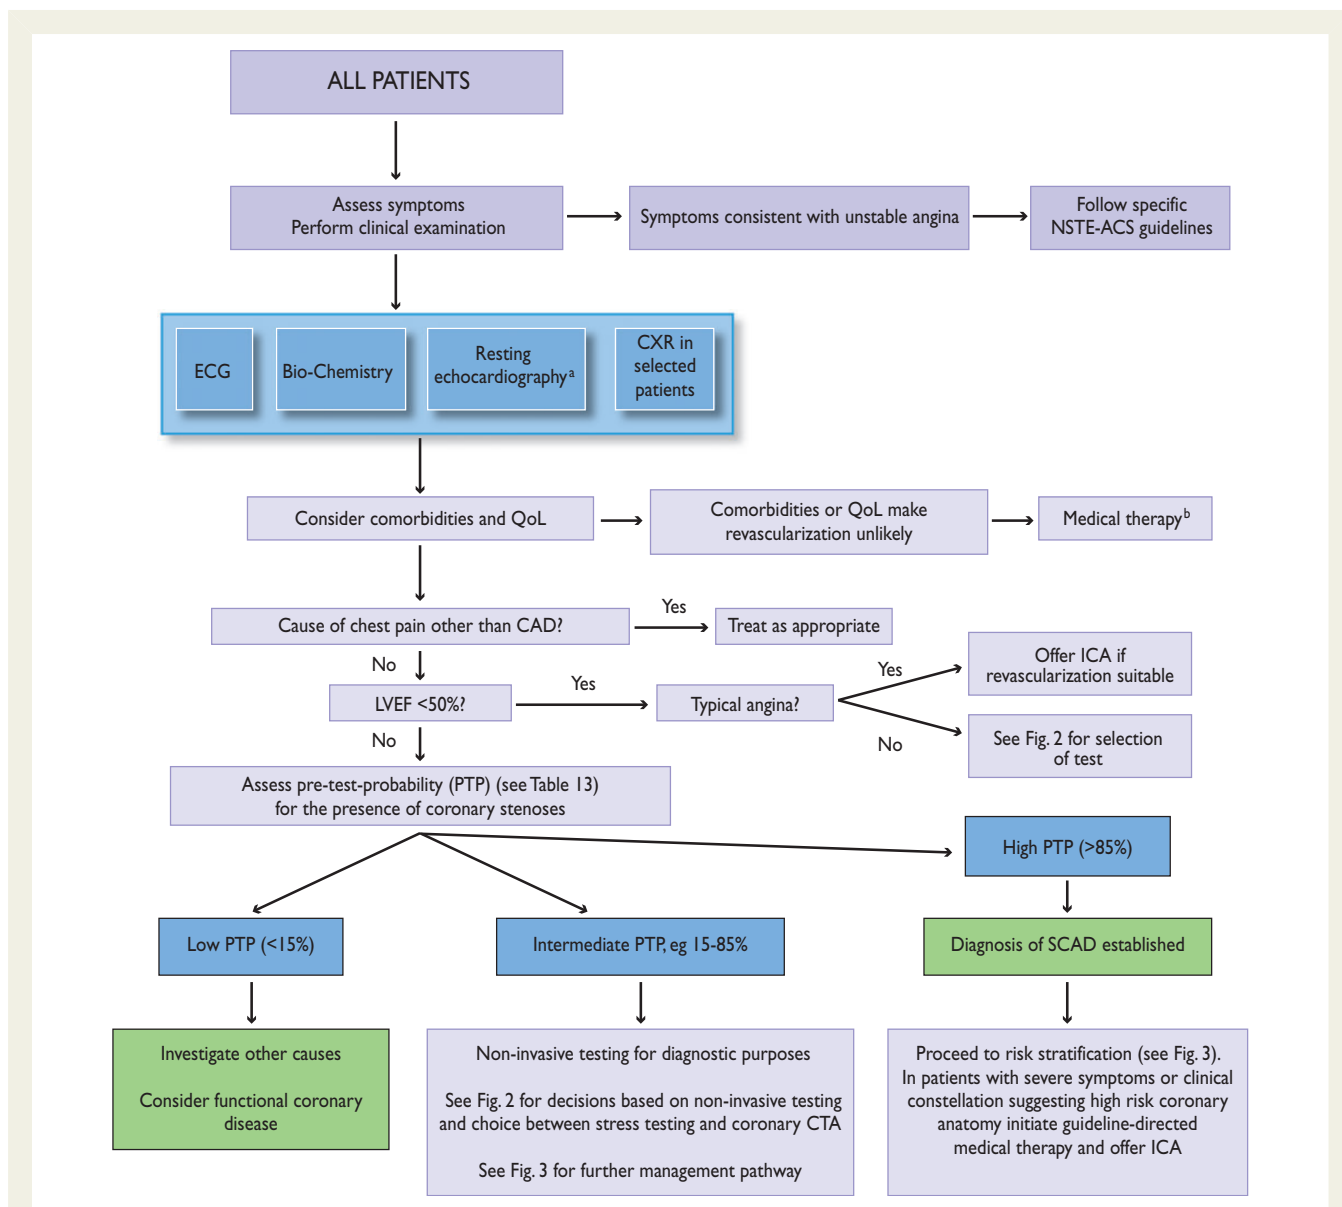 ALL PATIENTS
Assess symptoms
Perform clinical examination
Symptoms consistent with unstable angina
Follow specific
NSTE-ACS guidelines
ECG
Bio-Chemistry
Resting
echocardiographyᵃ
CXR in
selected
patients
Consider comorbidities and QoL
Comorbidities or QoL make
revascularization unlikely
Medical therapyᵇ
Cause of chest pain other than CAD?
Yes
Treat as appropriate
No
LVEF <50%?
Yes
Typical angina?
Yes
Offer ICA if
revascularization suitable
No
See Fig. 2 for selection
of test
No
Assess pre-test-probability (PTP) (see Table 13)
for the presence of coronary stenoses
High PTP (>85%)
Low PTP (<15%)
Intermediate PTP, eg 15-85%
Diagnosis of SCAD established
Investigate other causes
Consider functional coronary
disease
Non-invasive testing for diagnostic purposes
See Fig. 2 for decisions based on non-invasive testing
and choice between stress testing and coronary CTA
See Fig. 3 for further management pathway
Proceed to risk stratification (see Fig. 3).
In patients with severe symptoms or clinical
constellation suggesting high risk coronary
anatomy initiate guideline-directed
medical therapy and offer ICA